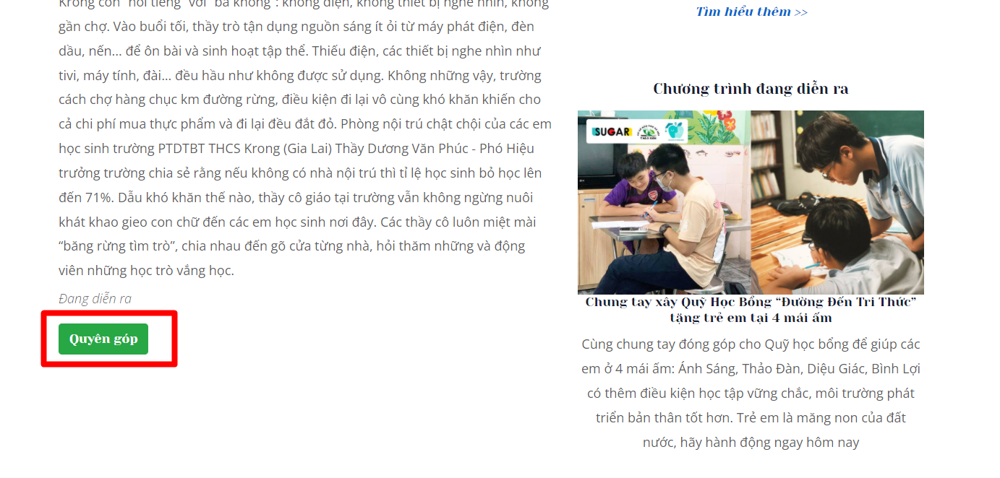 Krong còn “nổi tiếng” với “ba không”: không điện, không thiết bị nghe nhìn, không
gần chợ. Vào buổi tối, thầy trò tận dụng nguồn sáng ít ỏi từ máy phát điện, đèn
dầu, nến... để ôn bài và sinh hoạt tập thể. Thiếu điện, các thiết bị nghe nhìn như
tivi, máy tính, đài... đều hầu như không được sử dụng. Không những vậy, trường
cách chợ hàng chục km đường rừng, điều kiện đi lại vô cùng khó khăn khiến cho
cả chi phí mua thực phẩm và đi lại đều đắt đỏ. Phòng nội trú chật chội của các em
học sinh trường PTDTBT THCS Krong (Gia Lai) Thầy Dương Văn Phúc - Phó Hiệu
trưởng trường chia sẻ rằng nếu không có nhà nội trú thì tỉ lệ học sinh bỏ học lên
đến 71%. Dẫu khó khăn thế nào, thầy cô giáo tại trường vẫn không ngừng nuôi
khát khao gieo con chữ đến các em học sinh nơi đây. Các thầy cô luôn miệt mài
“băng rừng tìm trò”, chia nhau đến gõ cửa từng nhà, hỏi thăm những và động
viên những học trò vắng học.
Đang diễn ra
Quyên góp
Tìm hiểu thêm >>
Chương trình đang diễn ra
SUGAR
THẢO ĐÀN
Chung tay xây Quỹ Học Bổng “Đường Đến Tri Thức”
tặng trẻ em tại 4 mái ấm
Cùng chung tay đóng góp cho Quỹ học bổng để giúp các
em ở 4 mái ấm: Ánh Sáng, Thảo Đàn, Diệu Giác, Bình Lợi
có thêm điều kiện học tập vững chắc, môi trường phát
triển bản thân tốt hơn. Trẻ em là măng non của đất
nước, hãy hành động ngay hôm nay